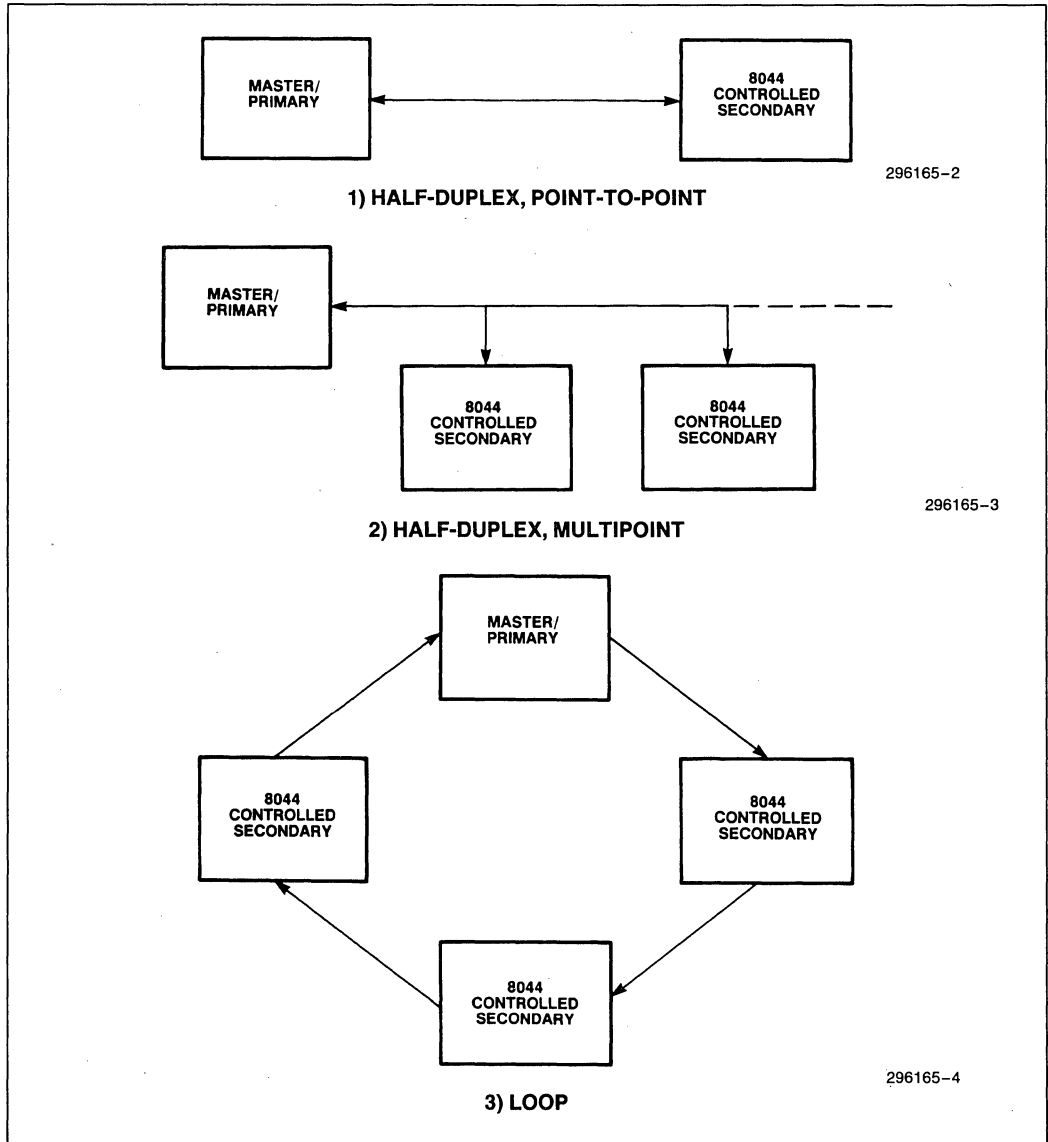 MASTER/
PRIMARY
8044
CONTROLLED
SECONDARY
296165-2
1) HALF-DUPLEX, POINT-TO-POINT
MASTER/
PRIMARY
8044
CONTROLLED
SECONDARY
8044
CONTROLLED
SECONDARY
296165-3
2) HALF-DUPLEX, MULTIPOINT
MASTER/
PRIMARY
8044
CONTROLLED
SECONDARY
8044
CONTROLLED
SECONDARY
8044
CONTROLLED
SECONDARY
296165-4
3) LOOP